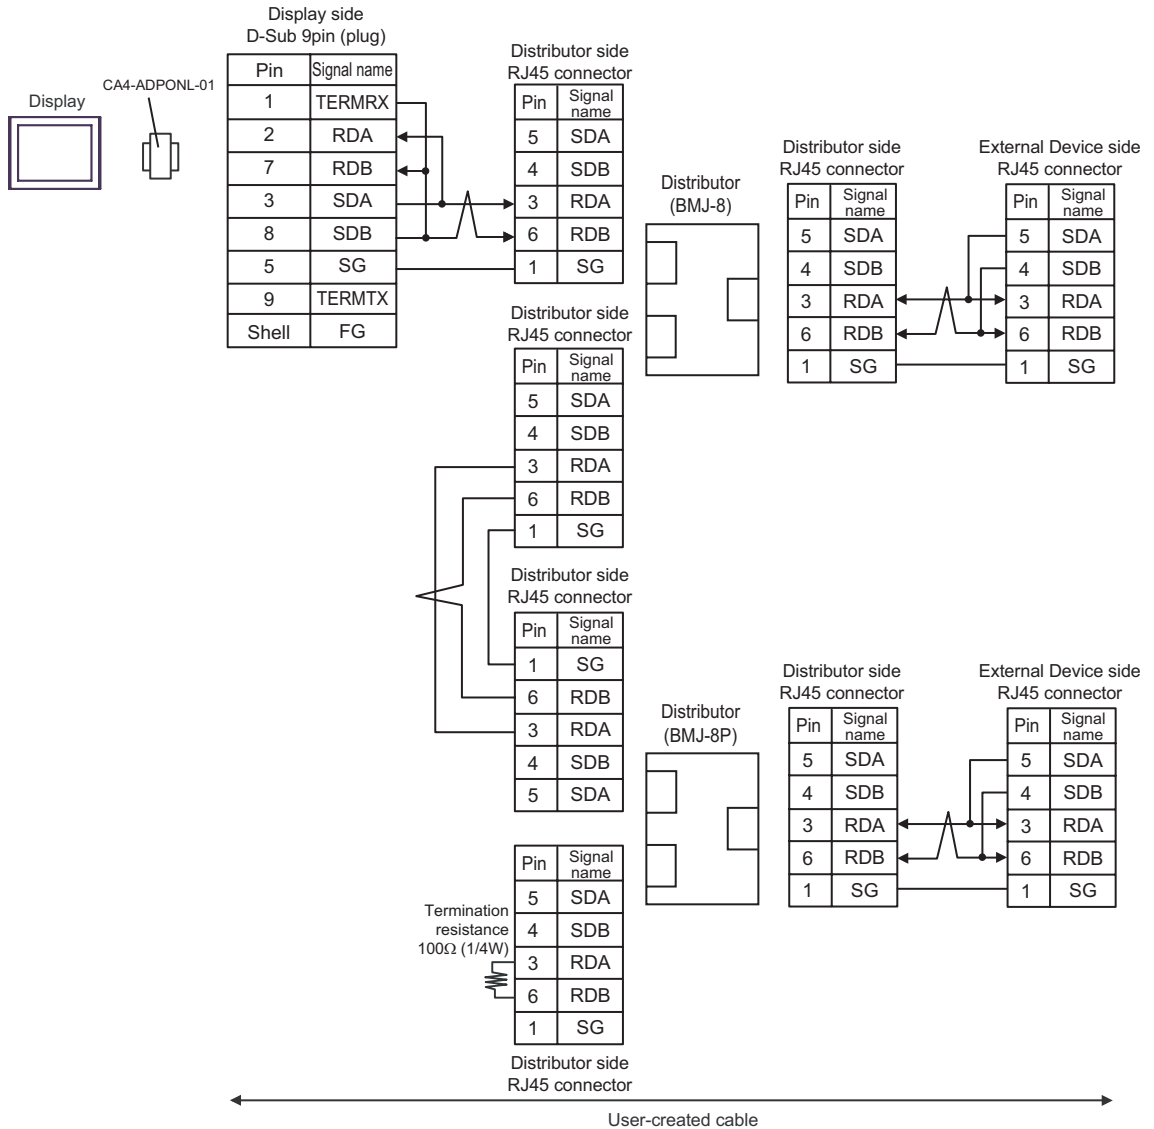 Display side
D-Sub 9pin (plug)
Display
CA4-ADPONL-01
Pin Signal name
1 TERMRX
2 RDA
7 RDB
3 SDA
8 SDB
5 SG
9 TERMTX
Shell FG
Distributor side
RJ45 connector
Pin Signal name
5 SDA
4 SDB
3 RDA
6 RDB
1 SG
Distributor
(BMJ-8)
Distributor side
RJ45 connector
Pin Signal name
5 SDA
4 SDB
3 RDA
6 RDB
1 SG
External Device side
RJ45 connector
Pin Signal name
5 SDA
4 SDB
3 RDA
6 RDB
1 SG
Distributor side
RJ45 connector
Pin Signal name
5 SDA
4 SDB
3 RDA
6 RDB
1 SG
Distributor side
RJ45 connector
Pin Signal name
1 SG
6 RDB
3 RDA
4 SDB
5 SDA
Distributor
(BMJ-8P)
Distributor side
RJ45 connector
Pin Signal name
5 SDA
4 SDB
3 RDA
6 RDB
1 SG
External Device side
RJ45 connector
Pin Signal name
5 SDA
4 SDB
3 RDA
6 RDB
1 SG
Termination
resistance
100Ω (1/4W)
Pin Signal name
5 SDA
4 SDB
3 RDA
6 RDB
1 SG
Distributor side
RJ45 connector
User-created cable